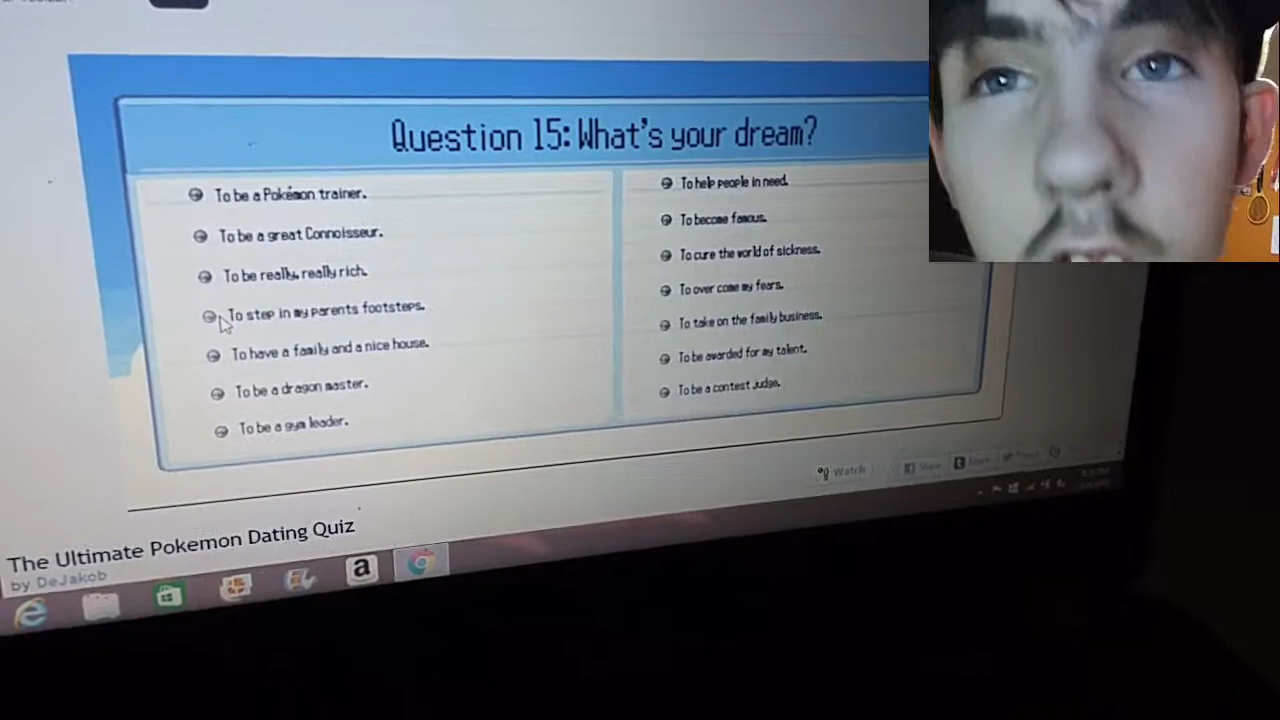 Question 15: What's your dream?
To be a Pokémon trainer.
To be a great Connoisseur.
To be really, really rich.
To step in my parents footsteps.
To have a family and a nice house.
To be a dragon master.
To be a gym leader.
To help people in need.
To become famous.
To cure the world of sickness.
To over come my fears.
To take on the family business.
To be awarded for my talent.
To be a contest judge.
Watch
Share
Share
Tweet
The Ultimate Pokemon Dating Quiz
by DeJakob
a